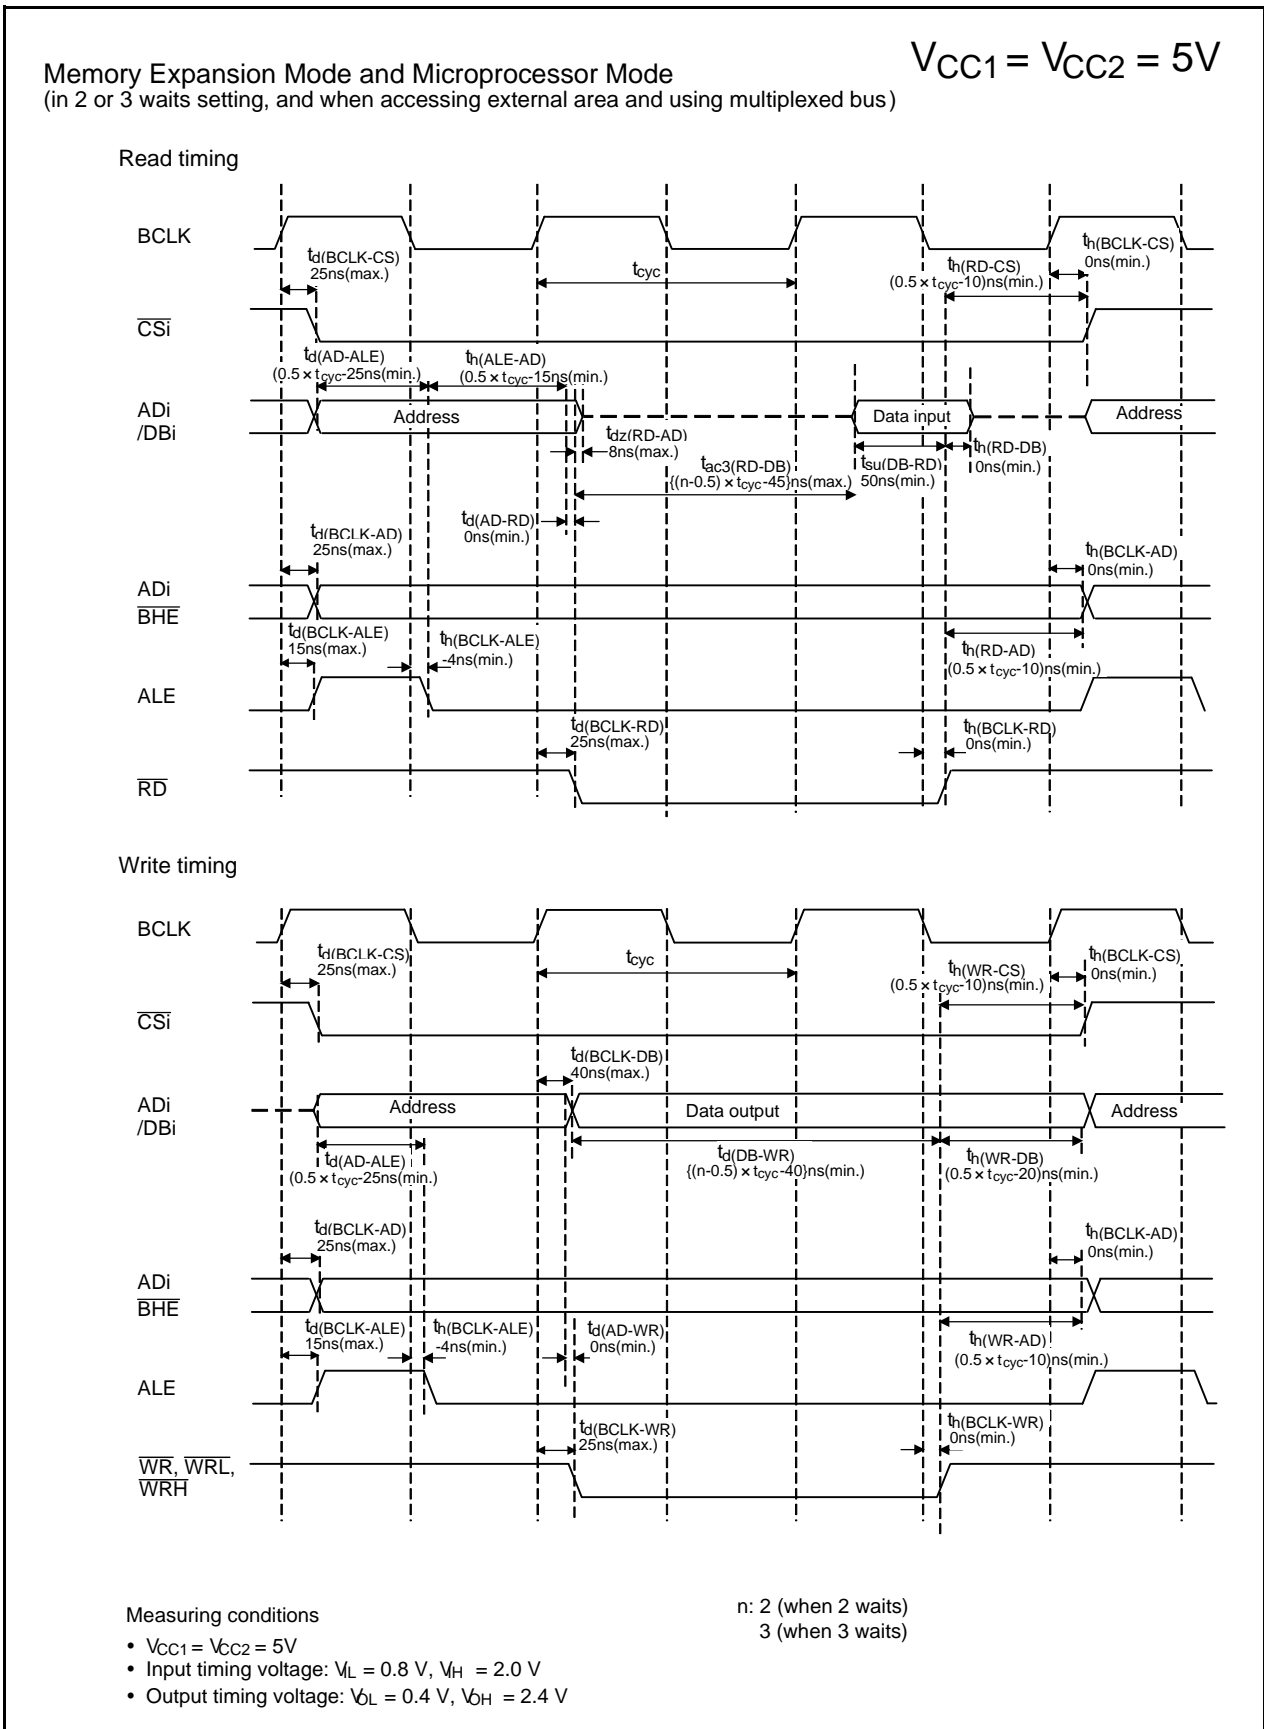 Memory Expansion Mode and Microprocessor Mode
VCC1 = VCC2 = 5V
(in 2 or 3 waits setting, and when accessing external area and using multiplexed bus)
Read timing
BCLK
td(BCLK-CS)
25ns(max.)
tcyc
th(RD-CS)
(0.5 × tcyc-10)ns(min.)
th(BCLK-CS)
0ns(min.)
CSi
td(AD-ALE)
(0.5 × tcyc-25ns(min.)
th(ALE-AD)
(0.5 × tcyc-15ns(min.)
ADi
/DBi
Address
Data input
Address
tdz(RD-AD)
8ns(max.)
tac3(RD-DB)
{(n-0.5) × tcyc-45}ns(max.)
tsu(DB-RD)
50ns(min.)
th(RD-DB)
0ns(min.)
td(AD-RD)
0ns(min.)
td(BCLK-AD)
25ns(max.)
th(BCLK-AD)
0ns(min.)
ADi
BHE
td(BCLK-ALE)
15ns(max.)
th(BCLK-ALE)
-4ns(min.)
th(RD-AD)
(0.5 × tcyc-10)ns(min.)
ALE
td(BCLK-RD)
25ns(max.)
th(BCLK-RD)
0ns(min.)
RD
Write timing
BCLK
td(BCLK-CS)
25ns(max.)
tcyc
th(WR-CS)
(0.5 × tcyc-10)ns(min.)
th(BCLK-CS)
0ns(min.)
CSi
td(BCLK-DB)
40ns(max.)
ADi
/DBi
Address
Data output
Address
td(AD-ALE)
(0.5 × tcyc-25ns(min.)
td(DB-WR)
{(n-0.5) × tcyc-40}ns(min.)
th(WR-DB)
(0.5 × tcyc-20)ns(min.)
td(BCLK-AD)
25ns(max.)
th(BCLK-AD)
0ns(min.)
ADi
BHE
td(BCLK-ALE)
15ns(max.)
th(BCLK-ALE)
-4ns(min.)
td(AD-WR)
0ns(min.)
th(WR-AD)
(0.5 × tcyc-10)ns(min.)
ALE
td(BCLK-WR)
25ns(max.)
th(BCLK-WR)
0ns(min.)
WR, WRL,
WRH
Measuring conditions
• VCC1 = VCC2 = 5V
• Input timing voltage: VIL = 0.8 V, VIH = 2.0 V
• Output timing voltage: VOL = 0.4 V, VOH = 2.4 V
n: 2 (when 2 waits)
3 (when 3 waits)